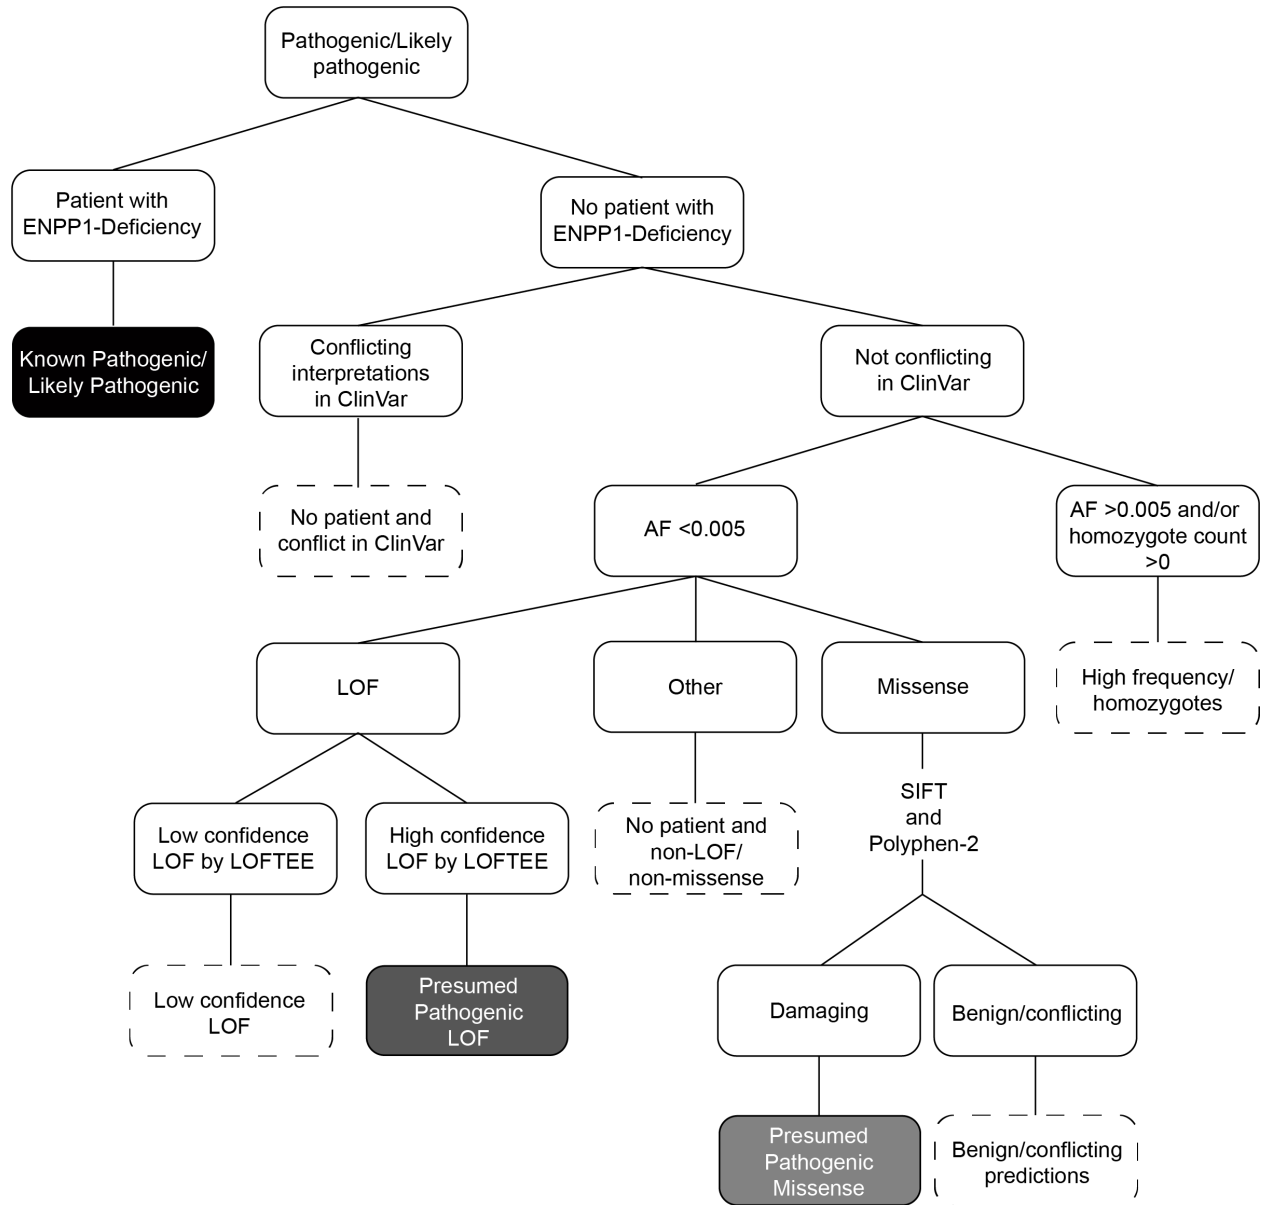 Pathogenic/Likely
pathogenic
Patient with
ENPP1-Deficiency
No patient with
ENPP1-Deficiency
Known Pathogenic/
Likely Pathogenic
Conflicting
interpretations
in ClinVar
Not conflicting
in ClinVar
No patient and
conflict in ClinVar
AF <0.005
AF >0.005 and/or
homozygote count
>0
LOF
Other
Missense
High frequency/
homozygotes
Low confidence
LOF by LOFTEE
High confidence
LOF by LOFTEE
No patient and
non-LOF/
non-missense
SIFT
and
Polyphen-2
Low confidence
LOF
Presumed
Pathogenic
LOF
Damaging
Benign/conflicting
Presumed
Pathogenic
Missense
Benign/conflicting
predictions